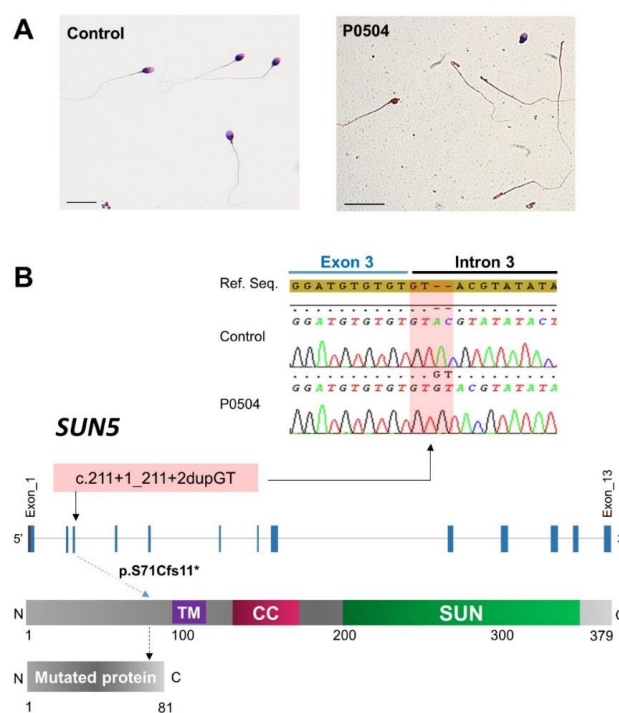 A
Control
P0504
B
Exon 3 Intron 3
Ref. Seq. GGATGTGTGTGT--ACGTATATA
GGATGTGTGTGTACGTATATACT
Control
GT
GGATGTGTGTGTGTACGTATATA
P0504
SUN5
c.211+1_211+2dupGT
Exon_1
Exon_13
5'
p.S71Cfs11*
N TM CC SUN
1 100 200 300 379
N Mutated protein C
1 81